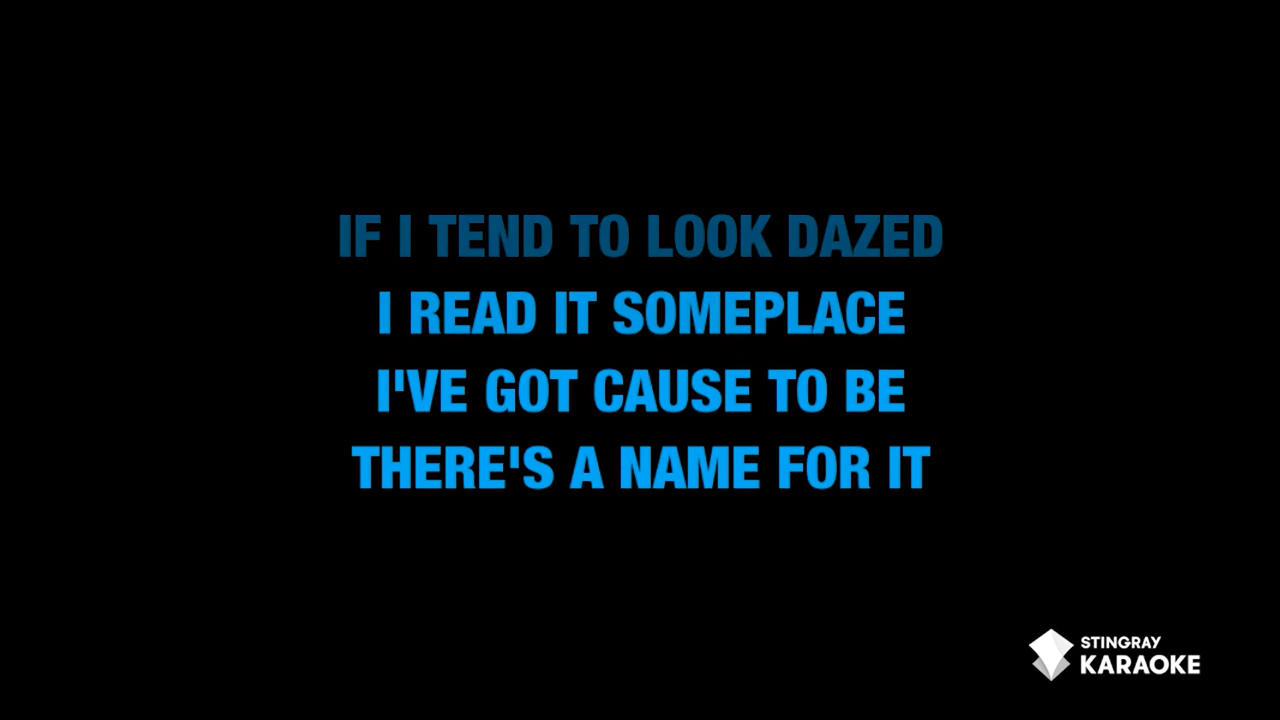 IF I TEND TO LOOK DAZED
I READ IT SOMEPLACE
I'VE GOT CAUSE TO BE
THERE'S A NAME FOR IT
STINGRAY
KARAOKE